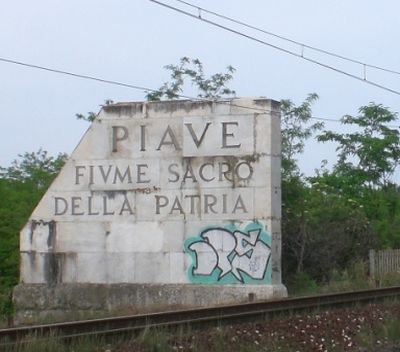 PIAVE
FIVME SACRO
DELLA PATRIA